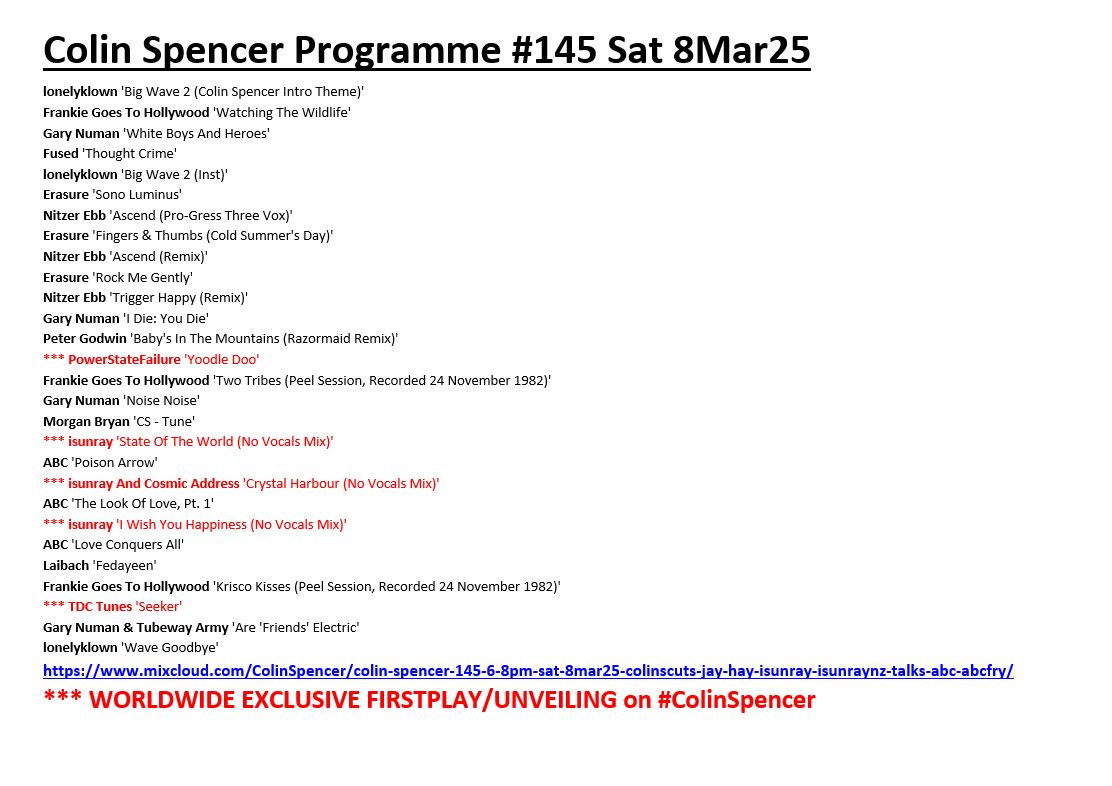 Colin Spencer Programme #145 Sat 8Mar25
lonelyklown 'Big Wave 2 (Colin Spencer Intro Theme)'
Frankie Goes To Hollywood 'Watching The Wildlife'
Gary Numan 'White Boys And Heroes'
Fused 'Thought Crime'
lonelyklown 'Big Wave 2 (Inst)'
Erasure 'Sono Luminus'
Nitzer Ebb 'Ascend (Pro-Gress Three Vox)'
Erasure 'Fingers & Thumbs (Cold Summer's Day)'
Nitzer Ebb 'Ascend (Remix)'
Erasure 'Rock Me Gently'
Nitzer Ebb 'Trigger Happy (Remix)'
Gary Numan 'I Die: You Die'
Peter Godwin 'Baby's In The Mountains (Razormaid Remix)'
*** PowerStateFailure 'Yoodle Doo'
Frankie Goes To Hollywood 'Two Tribes (Peel Session, Recorded 24 November 1982)'
Gary Numan 'Noise Noise'
Morgan Bryan 'CS - Tune'
*** isunray 'State Of The World (No Vocals Mix)'
ABC 'Poison Arrow'
*** isunray And Cosmic Address 'Crystal Harbour (No Vocals Mix)'
ABC 'The Look Of Love, Pt. 1'
*** isunray 'I Wish You Happiness (No Vocals Mix)'
ABC 'Love Conquers All'
Laibach 'Fedayeen'
Frankie Goes To Hollywood 'Krisco Kisses (Peel Session, Recorded 24 November 1982)'
*** TDC Tunes 'Seeker'
Gary Numan & Tubeway Army 'Are 'Friends' Electric'
lonelyklown 'Wave Goodbye'
https://www.mixcloud.com/ColinSpencer/colin-spencer-145-6-8pm-sat-8mar25-colinscuts-jay-hay-isunray-isunraynz-talks-abc-abcfry/
*** WORLDWIDE EXCLUSIVE FIRSTPLAY/UNVEILING on #ColinSpencer